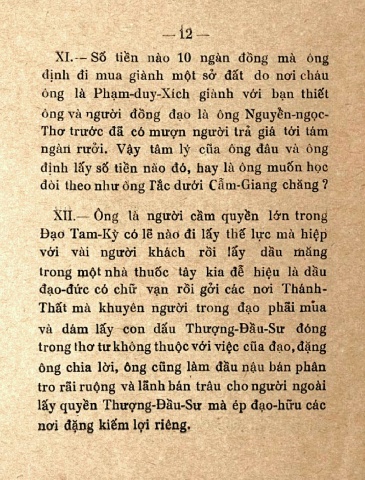 — 12 —
XI.— Số tiền nào 10 ngàn đồng mà ông
định đi mua giành một sở đất do nơi cháu
ông là Phạm-duy-Xích giành với bạn thiết
ông và người đồng đạo là ông Nguyễn-ngọc-
Thơ trước đã có mượn người trả giá tới tám
ngàn rưởi. Vậy tâm lý của ông đâu và ông
định lấy số tiền nào đó, hay là ông muốn học
đòi theo như ông Tắc dưới Cẩm-Giang chăng ?
XII.— Ông là người cầm quyền lớn trong
Đạo Tam-Kỳ có lẽ nào đi lấy thế lực mà hiệp
với vài người khách rồi lấy dầu măng
trong một nhà thuốc tây kia để hiệu là dầu
đạo-đức có chữ vạn rồi gởi các nơi Thánh-
Thất mà khuyên người trong đạo phải mua
và dám lấy con dấu Thượng-Đầu-Sư đóng
trong thơ tư không thuộc với việc của đạo, đặng
ông chia lời, ông cũng làm đầu nậu bán phân
tro rãi ruộng và lãnh bán trâu cho người ngoài
lấy quyền Thượng-Đầu-Sư mà ép đạo-hữu các
nơi đặng kiếm lợi riêng.